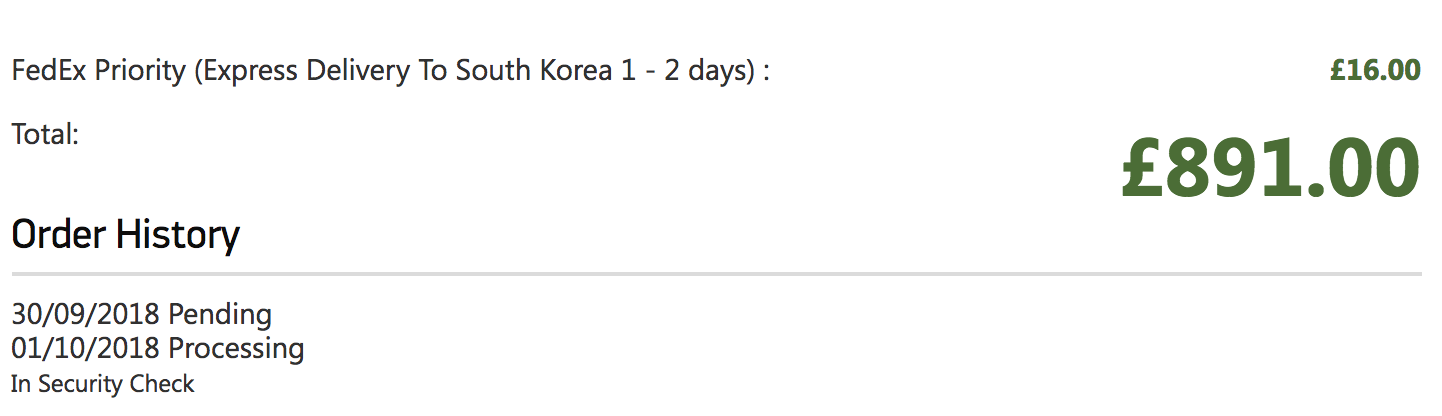 FedEx Priority (Express Delivery To South Korea 1 - 2 days) : £16.00
Total: £891.00
Order History
30/09/2018 Pending
01/10/2018 Processing
In Security Check